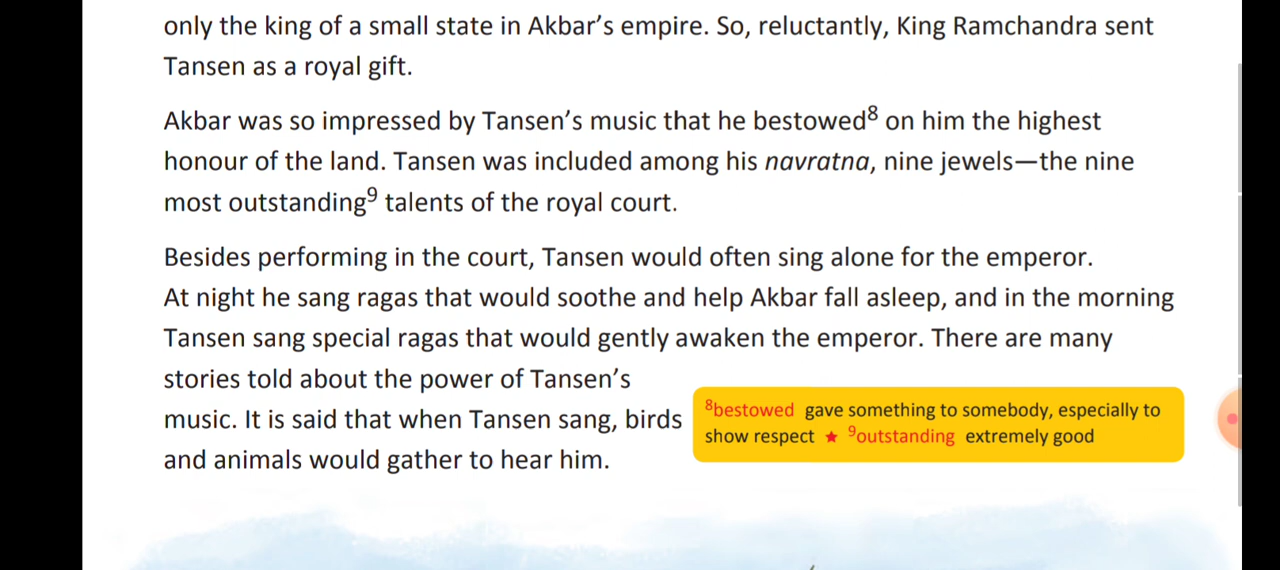 only the king of a small state in Akbar’s empire. So, reluctantly, King Ramchandra sent
Tansen as a royal gift.
Akbar was so impressed by Tansen’s music that he bestowed⁸ on him the highest
honour of the land. Tansen was included among his navratna, nine jewels—the nine
most outstanding⁹ talents of the royal court.
Besides performing in the court, Tansen would often sing alone for the emperor.
At night he sang ragas that would soothe and help Akbar fall asleep, and in the morning
Tansen sang special ragas that would gently awaken the emperor. There are many
stories told about the power of Tansen’s
music. It is said that when Tansen sang, birds
and animals would gather to hear him.
⁸bestowed gave something to somebody, especially to
show respect ★ ⁹outstanding extremely good